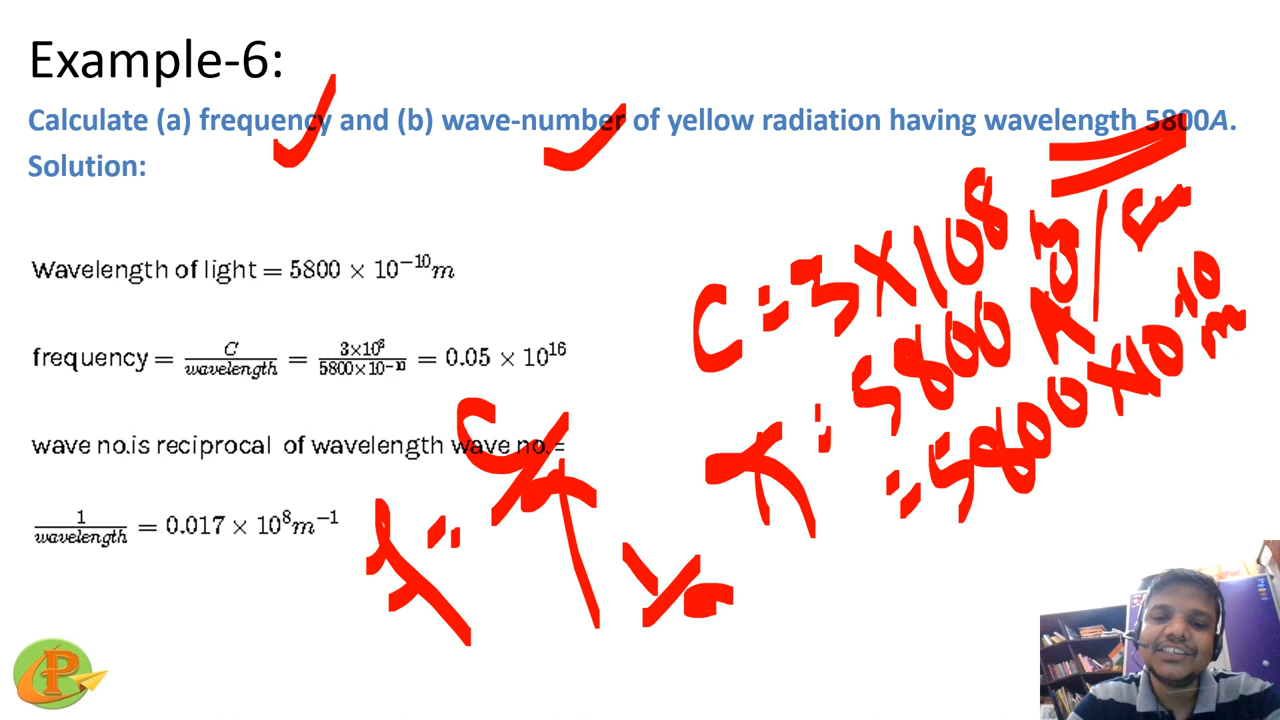 Example-6:
Calculate (a) frequency and (b) wave-number of yellow radiation having wavelength 5800A.
Solution:
Wavelength of light = 5800 × 10⁻¹⁰m
frequency = C/wavelength = 3×10⁸/5800×10⁻¹⁰ = 0.05 × 10¹⁶
wave no.is reciprocal of wavelength wave no. =
1/wavelength = 0.017 × 10⁸m⁻¹
C = 3 × 10⁸
λ = 5800 A
= 5800 × 10⁻¹⁰ m
f = C/λ
1/λ
P